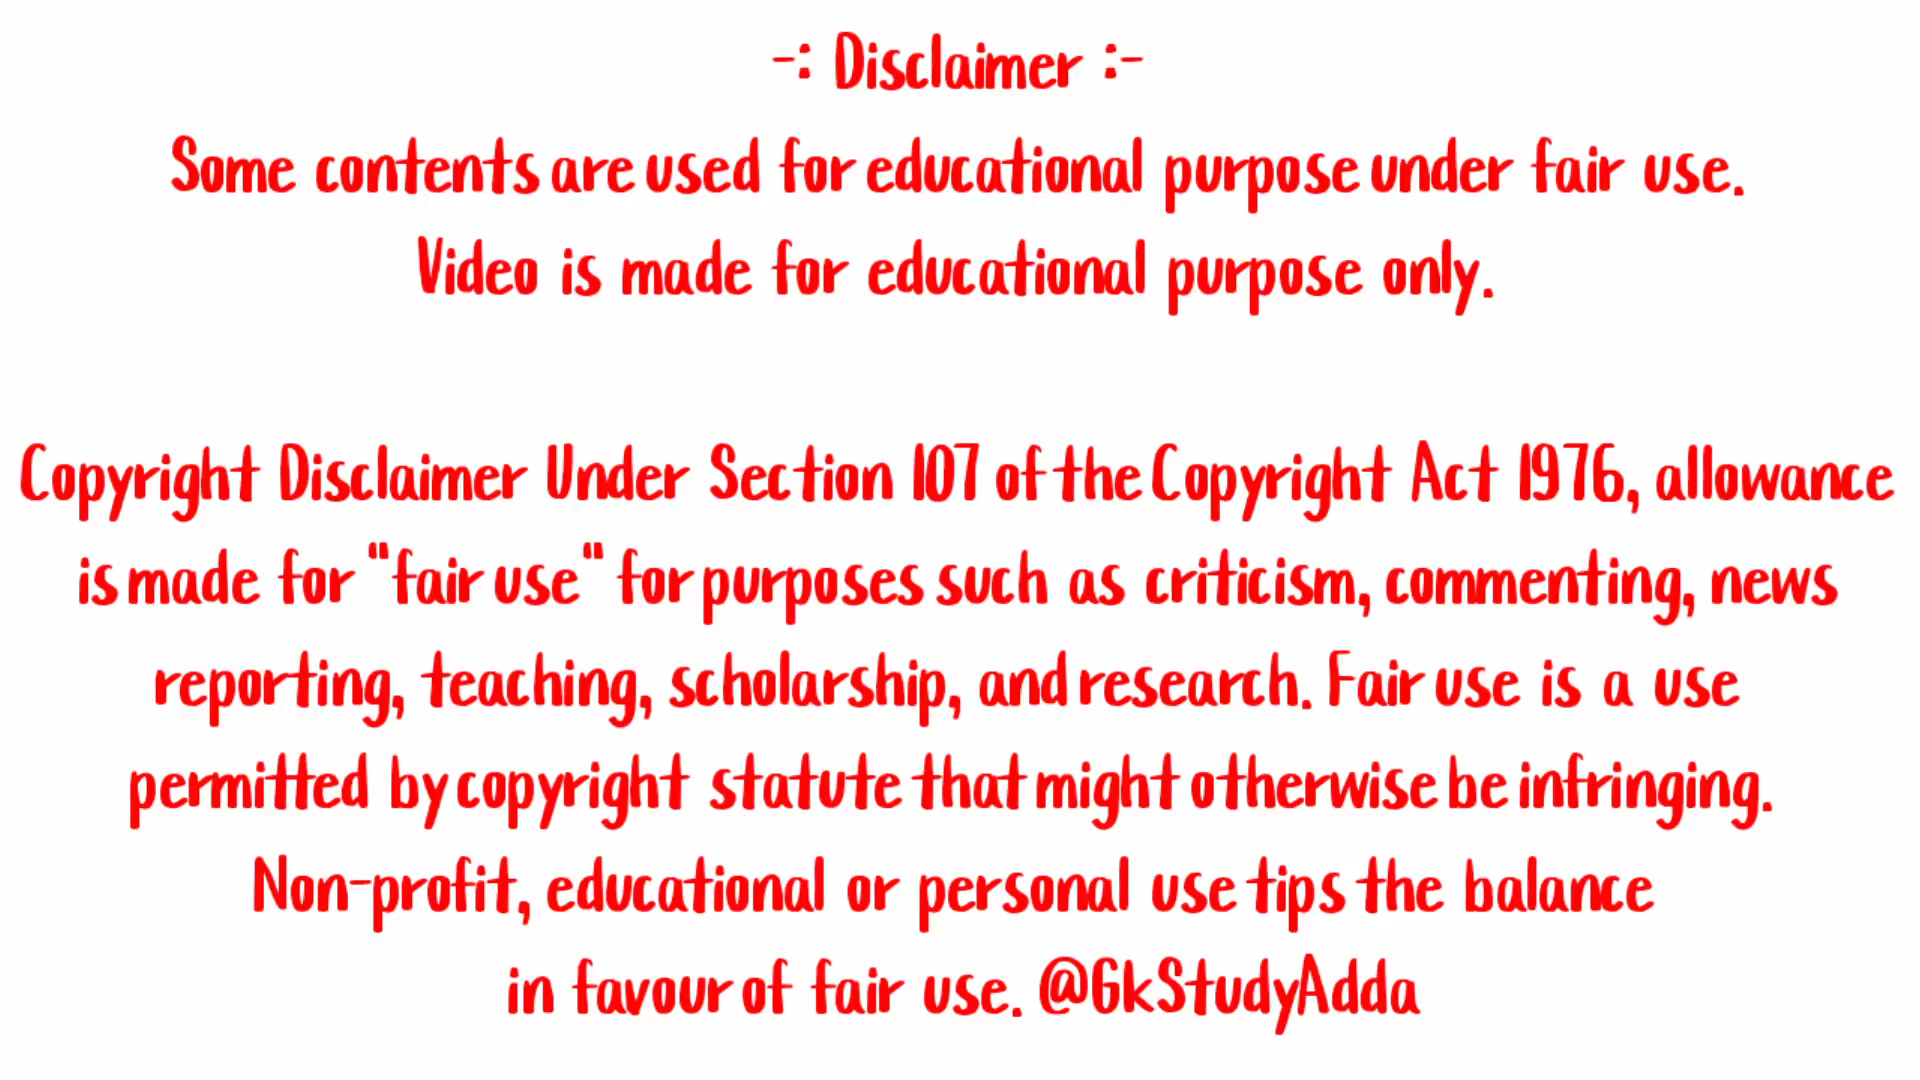 -: Disclaimer :-
Some contents are used for educational purpose under fair use.
Video is made for educational purpose only.
Copyright Disclaimer Under Section 107 of the Copyright Act 1976, allowance
is made for "fair use" for purposes such as criticism, commenting, news
reporting, teaching, scholarship, and research. Fair use is a use
permitted by copyright statute that might otherwise be infringing.
Non-profit, educational or personal use tips the balance
in favour of fair use. @GkStudyAdda